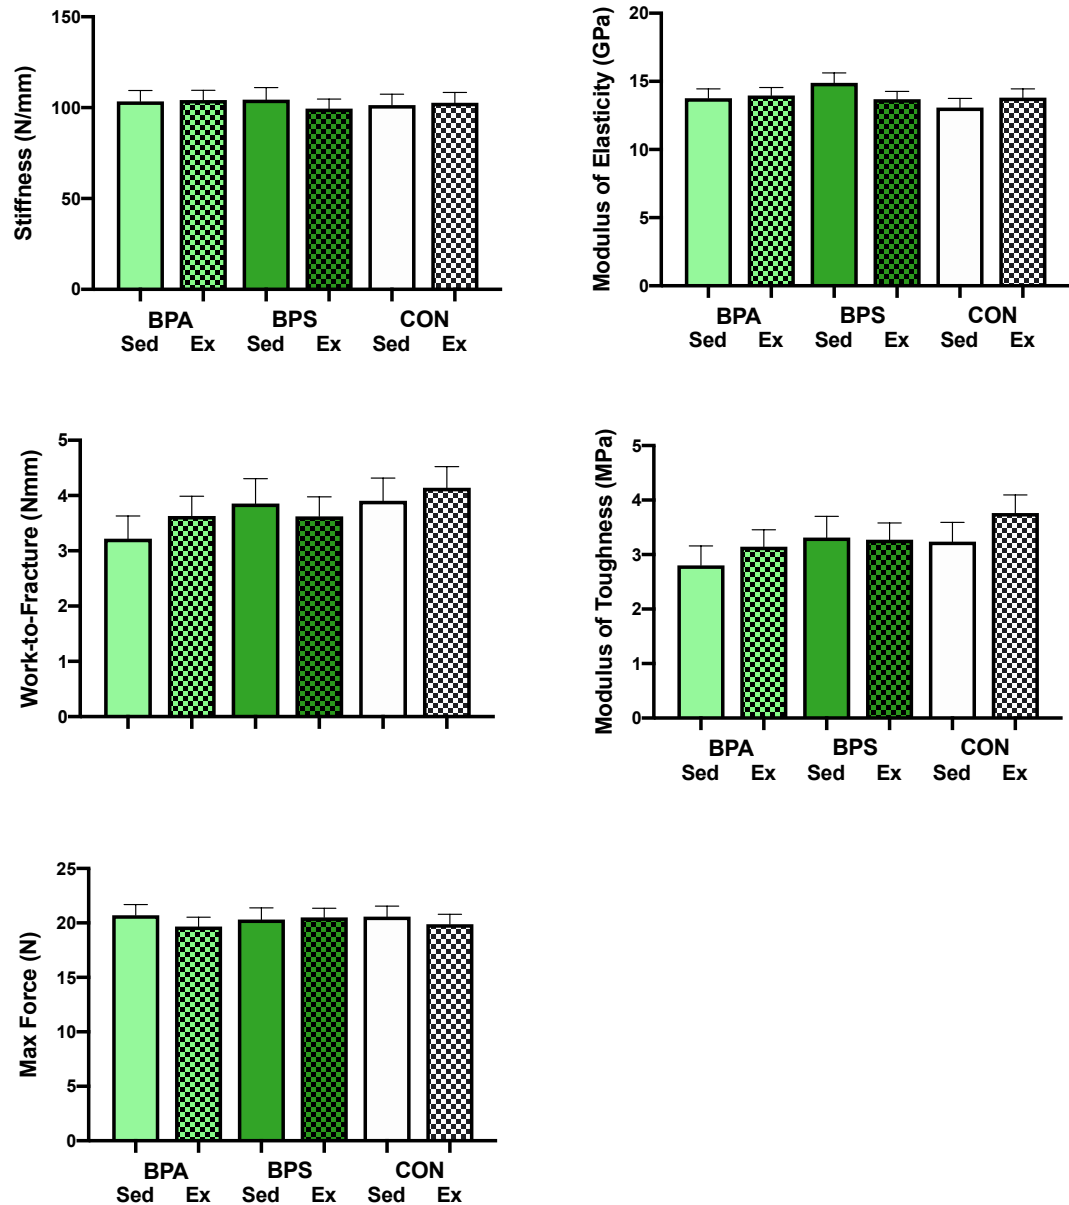 Stiffness (N/mm)
150
100
50
0
BPA BPS CON
Sed Ex Sed Ex Sed Ex
Modulus of Elasticity (GPa)
20
15
10
5
0
BPA BPS CON
Sed Ex Sed Ex Sed Ex
Work-to-Fracture (Nmm)
5
4
3
2
1
0
Modulus of Toughness (MPa)
5
4
3
2
1
0
BPA BPS CON
Sed Ex Sed Ex Sed Ex
Max Force (N)
25
20
15
10
5
0
BPA BPS CON
Sed Ex Sed Ex Sed Ex